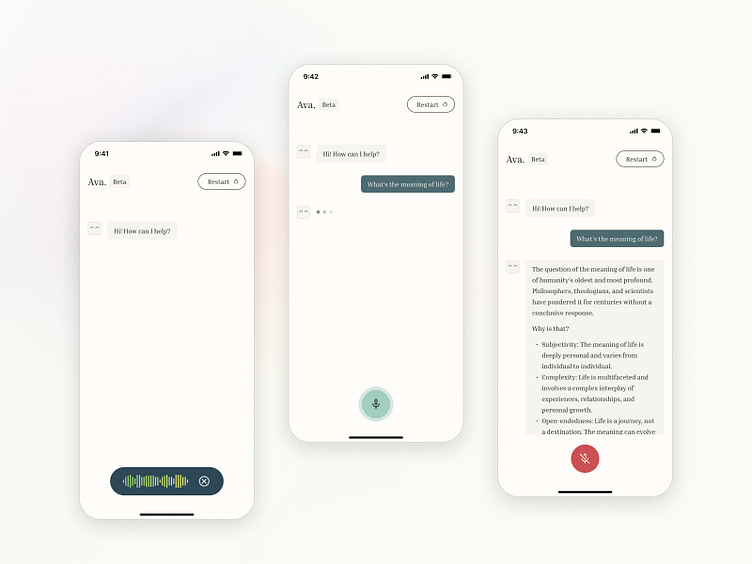 9:41
Ava. Beta
Restart
Hi! How can I help?
9:42
Ava. Beta
Restart
Hi! How can I help?
What's the meaning of life?
9:43
Ava. Beta
Restart
Hi! How can I help?
What's the meaning of life?
The question of the meaning of life is one
of humanity's oldest and most profound.
Philosophers, theologians, and scientists
have pondered it for centuries without a
conclusive response.
Why is that?
- Subjectivity: The meaning of life is
deeply personal and varies from
individual to individual.
- Complexity: Life is multifaceted and
involves a complex interplay of
experiences, relationships, and
personal growth.
- Open-endedness: Life is a journey, not
a destination. The meaning can evolve